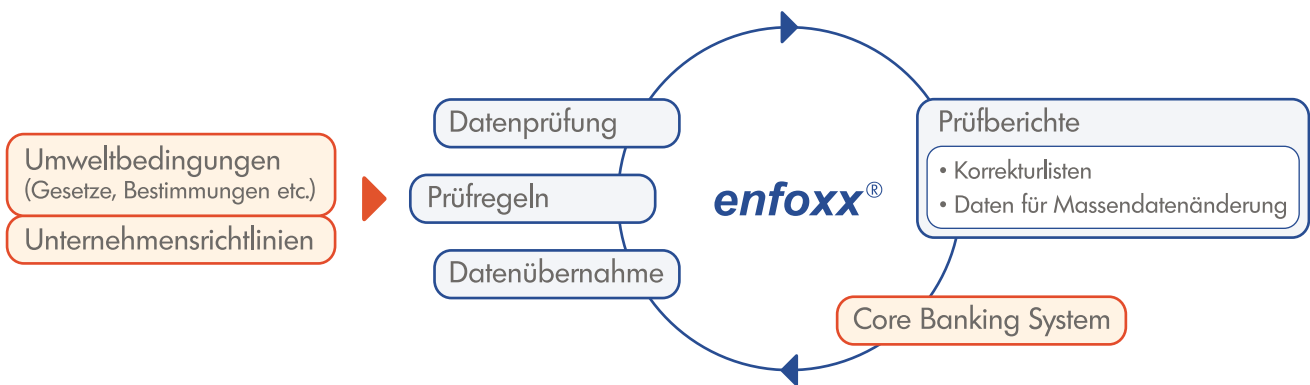 Umweltbedingungen
(Gesetze, Bestimmungen etc.)
Unternehmensrichtlinien
Datenprüfung
Prüfregeln
Datenübernahme
enfoxx®
Prüfberichte
• Korrekturlisten
• Daten für Massendatenänderung
Core Banking System